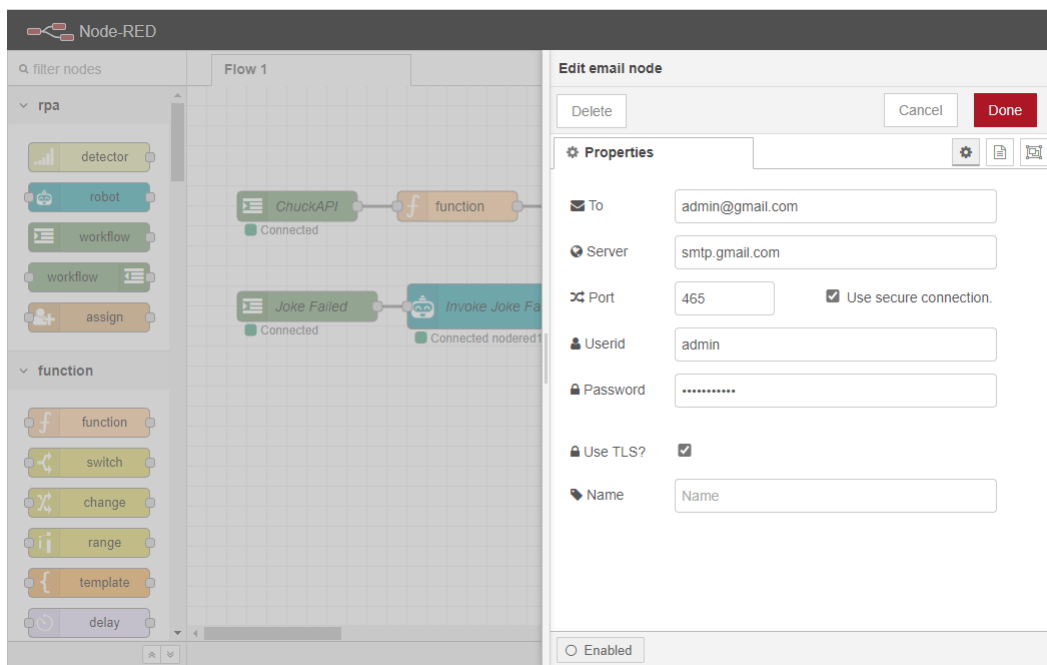 Node-RED
filter nodes
rpa
detector
robot
workflow
workflow
assign
function
function
switch
change
range
template
delay
Flow 1
ChuckAPI
Connected
function
Joke Failed
Connected
Invoke Joke Fa
Connected nodered1
Edit email node
Delete
Cancel
Done
Properties
To
admin@gmail.com
Server
smtp.gmail.com
Port
465
Use secure connection.
Userid
admin
Password
•••••••••••
Use TLS?
Name
Name
Enabled